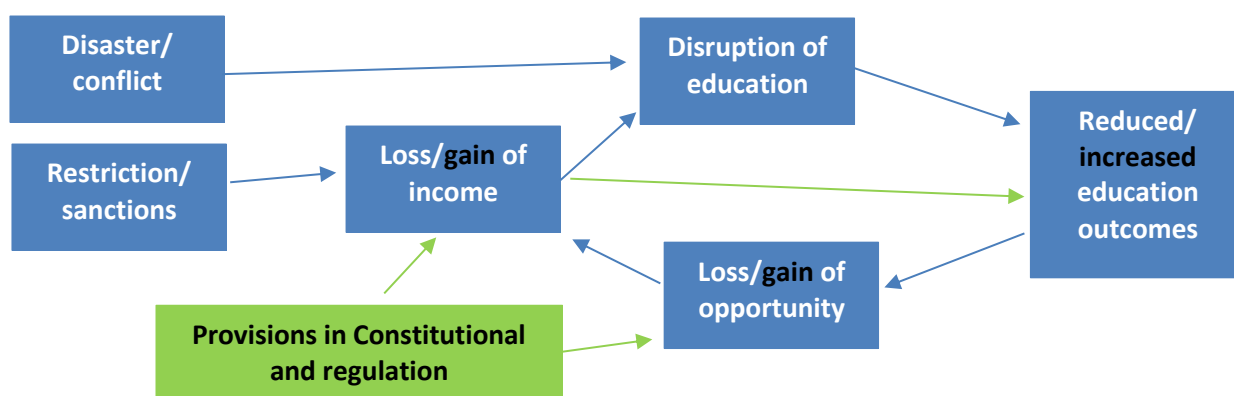 Disaster/
conflict
Disruption of
education
Restriction/
sanctions
Loss/gain of
income
Reduced/
increased
education
outcomes
Loss/gain of
opportunity
Provisions in Constitutional
and regulation